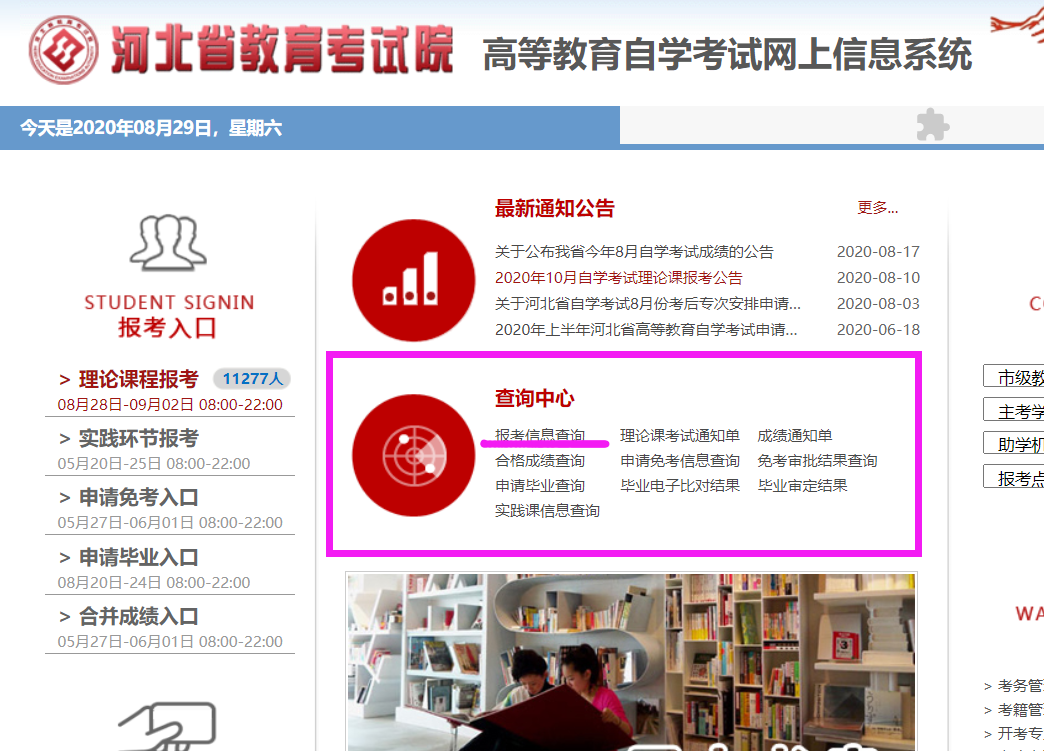 河北省教育考试院 高等教育自学考试网上信息系统
今天是2020年08月29日，星期六
STUDENT SIGNIN
报考入口
> 理论课程报考 11277人
08月28日-09月02日 08:00-22:00
> 实践环节报考
05月20日-25日 08:00-22:00
> 申请免考入口
05月27日-06月01日 08:00-22:00
> 申请毕业入口
08月20日-24日 08:00-22:00
> 合并成绩入口
05月27日-06月01日 08:00-22:00
最新通知公告 更多...
关于公布我省今年8月自学考试成绩的公告 2020-08-17
2020年10月自学考试理论课报考公告 2020-08-10
关于河北省自学考试8月份考后专次安排申请... 2020-08-03
2020年上半年河北省高等教育自学考试申请... 2020-06-18
查询中心
报考信息查询 理论课考试通知单 成绩通知单
合格成绩查询 申请免考信息查询 免考审批结果查询
申请毕业查询 毕业电子比对结果 毕业审定结果
实践课信息查询
市级教
主考学
助学机
报考点
WA
> 考务管
> 考籍管
> 开考专